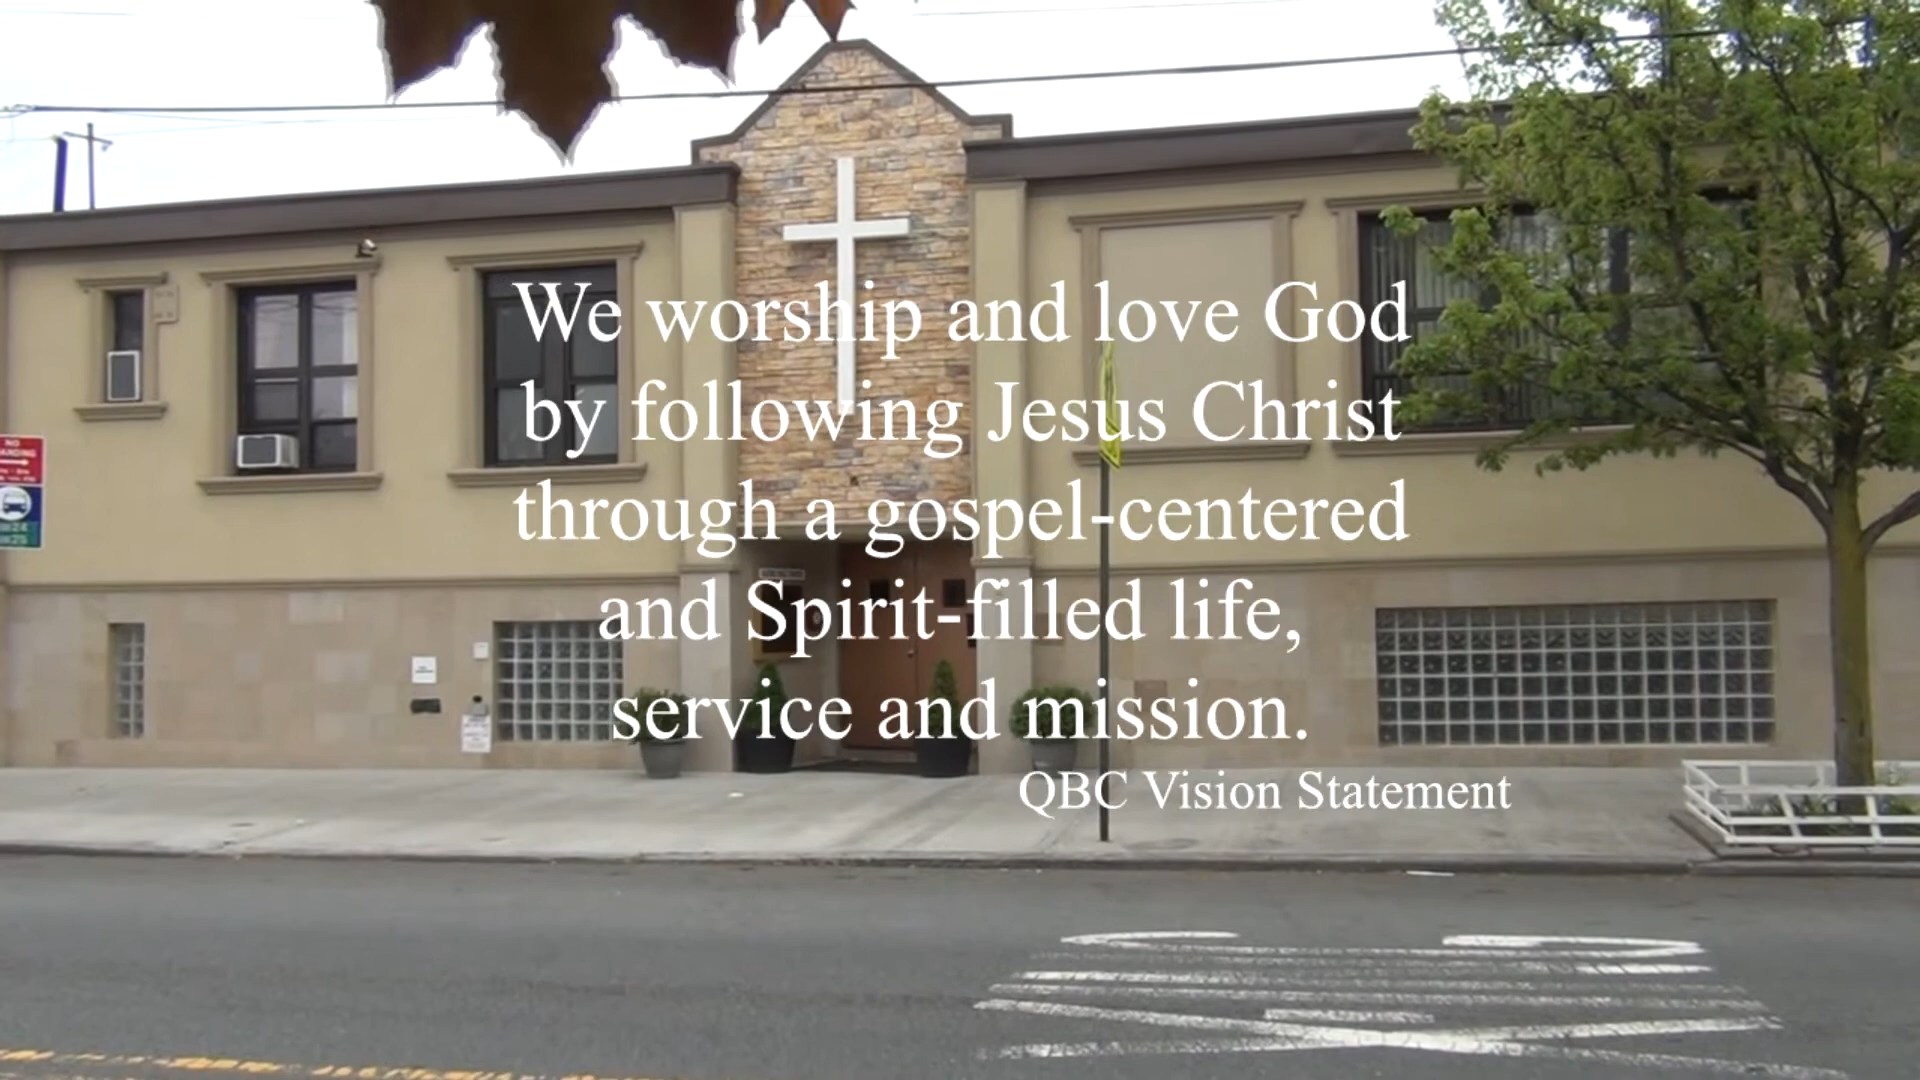 We worship and love God
by following Jesus Christ
through a gospel-centered
and Spirit-filled life,
service and mission.
QBC Vision Statement
NO